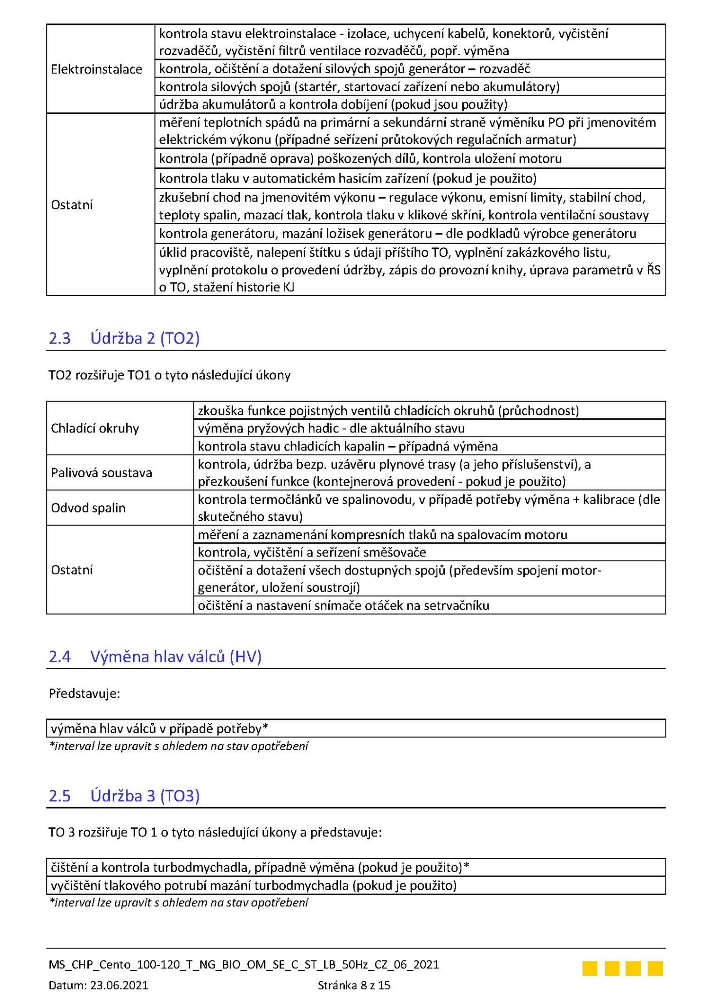 kontrola stavu elektroinstalace - izolace, uchycení kabelů, konektorů, vyčistění
rozvaděčů, vyčistění filtrů ventilace rozvaděčů, popř. výměna
Elektroinstalace
kontrola, očištění a dotažení silových spojů generátor – rozvaděč
kontrola silových spojů (startér, startovací zařízení nebo akumulátory)
údržba akumulátorů a kontrola dobíjení (pokud jsou použity)
měření teplotních spádů na primární a sekundární straně výměníku PO při jmenovitém
elektrickém výkonu (případné seřízení průtokových regulačních armatur)
kontrola (případně oprava) poškozených dílů, kontrola uložení motoru
kontrola tlaku v automatickém hasicím zařízení (pokud je použito)
Ostatní
zkušební chod na jmenovitém výkonu – regulace výkonu, emisní limity, stabilní chod,
teploty spalin, mazací tlak, kontrola tlaku v klikové skříni, kontrola ventilační soustavy
kontrola generátoru, mazání ložisek generátoru – dle podkladů výrobce generátoru
úklid pracoviště, nalepení štítku s údaji příštího TO, vyplnění zakázkového listu,
vyplnění protokolu o provedení údržby, zápis do provozní knihy, úprava parametrů v ŘS
o TO, stažení historie KJ
2.3 Údržba 2 (TO2)
TO2 rozšiřuje TO1 o tyto následující úkony
zkouška funkce pojistných ventilů chladících okruhů (průchodnost)
Chladící okruhy
výměna pryžových hadic - dle aktuálního stavu
kontrola stavu chladicích kapalin – případná výměna
Palivová soustava
kontrola, údržba bezp. uzávěru plynové trasy (a jeho příslušenství), a
přezkoušení funkce (kontejnerová provedení - pokud je použito)
Odvod spalin
kontrola termočlánků ve spalinovodu, v případě potřeby výměna + kalibrace (dle
skutečného stavu)
měření a zaznamenání kompresních tlaků na spalovacím motoru
kontrola, vyčištění a seřízení směšovače
Ostatní
očištění a dotažení všech dostupných spojů (především spojení motor-
generátor, uložení soustrojí)
očištění a nastavení snímače otáček na setrvačníku
2.4 Výměna hlav válců (HV)
Představuje:
výměna hlav válců v případě potřeby*
*interval lze upravit s ohledem na stav opotřebení
2.5 Údržba 3 (TO3)
TO 3 rozšiřuje TO 1 o tyto následující úkony a představuje:
čištění a kontrola turbodmychadla, případně výměna (pokud je použito)*
vyčištění tlakového potrubí mazání turbodmychadla (pokud je použito)
*interval lze upravit s ohledem na stav opotřebení
MS_CHP_Cento_100-120_T_NG_BIO_OM_SE_C_ST_LB_50Hz_CZ_06_2021
Datum: 23.06.2021 Stránka 8 z 15